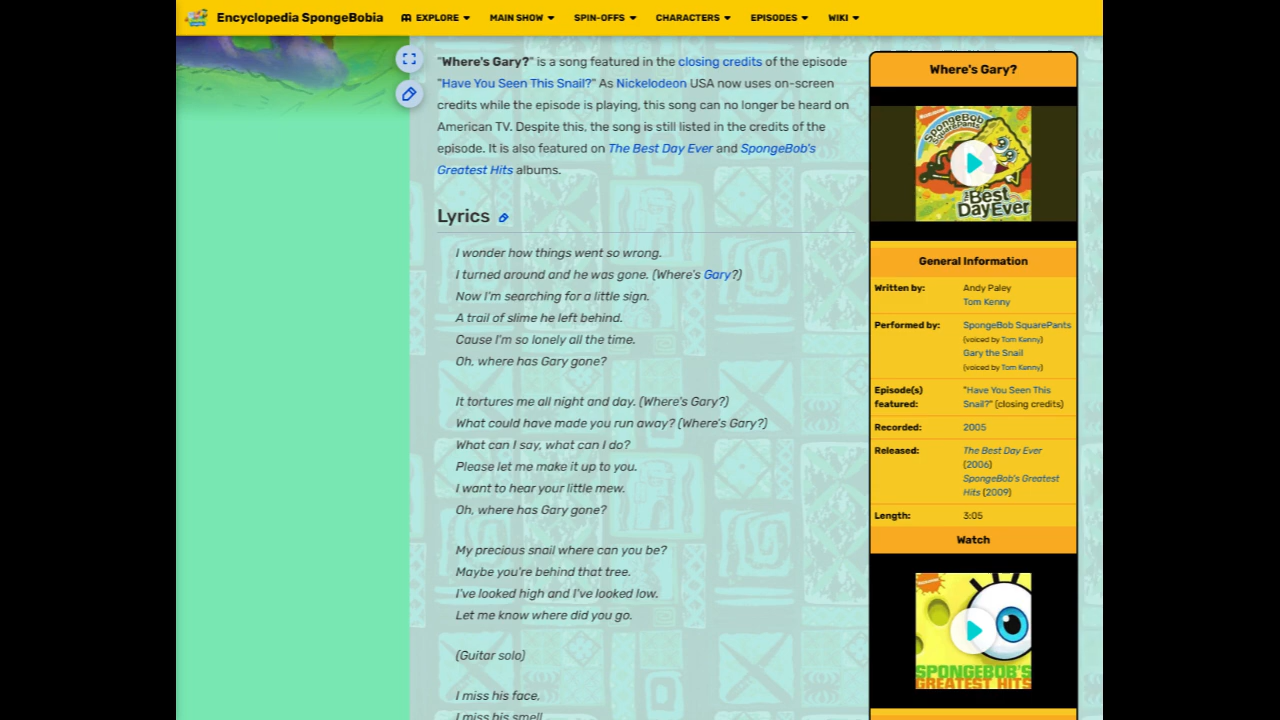 Encyclopedia SpongeBobia
EXPLORE
MAIN SHOW
SPIN-OFFS
CHARACTERS
EPISODES
WIKI
"Where's Gary?" is a song featured in the closing credits of the episode
"Have You Seen This Snail?" As Nickelodeon USA now uses on-screen
credits while the episode is playing, this song can no longer be heard on
American TV. Despite this, the song is still listed in the credits of the
episode. It is also featured on The Best Day Ever and SpongeBob's
Greatest Hits albums.
Lyrics
I wonder how things went so wrong.
I turned around and he was gone. (Where's Gary?)
Now I'm searching for a little sign.
A trail of slime he left behind.
Cause I'm so lonely all the time.
Oh, where has Gary gone?
It tortures me all night and day. (Where's Gary?)
What could have made you run away? (Where's Gary?)
What can I say, what can I do?
Please let me make it up to you.
I want to hear your little mew.
Oh, where has Gary gone?
My precious snail where can you be?
Maybe you're behind that tree.
I've looked high and I've looked low.
Let me know where did you go.
(Guitar solo)
I miss his face,
I miss his smell
Where's Gary?
SpongeBob
SquarePants
The Best
Day Ever
General Information
Written by:
Andy Paley
Tom Kenny
Performed by:
SpongeBob SquarePants
(voiced by Tom Kenny)
Gary the Snail
(voiced by Tom Kenny)
Episode(s)
featured:
"Have You Seen This
Snail?" (closing credits)
Recorded:
2005
Released:
The Best Day Ever
(2006)
SpongeBob's Greatest
Hits (2009)
Length:
3:05
Watch
SPONGEBOB'S
GREATEST HITS